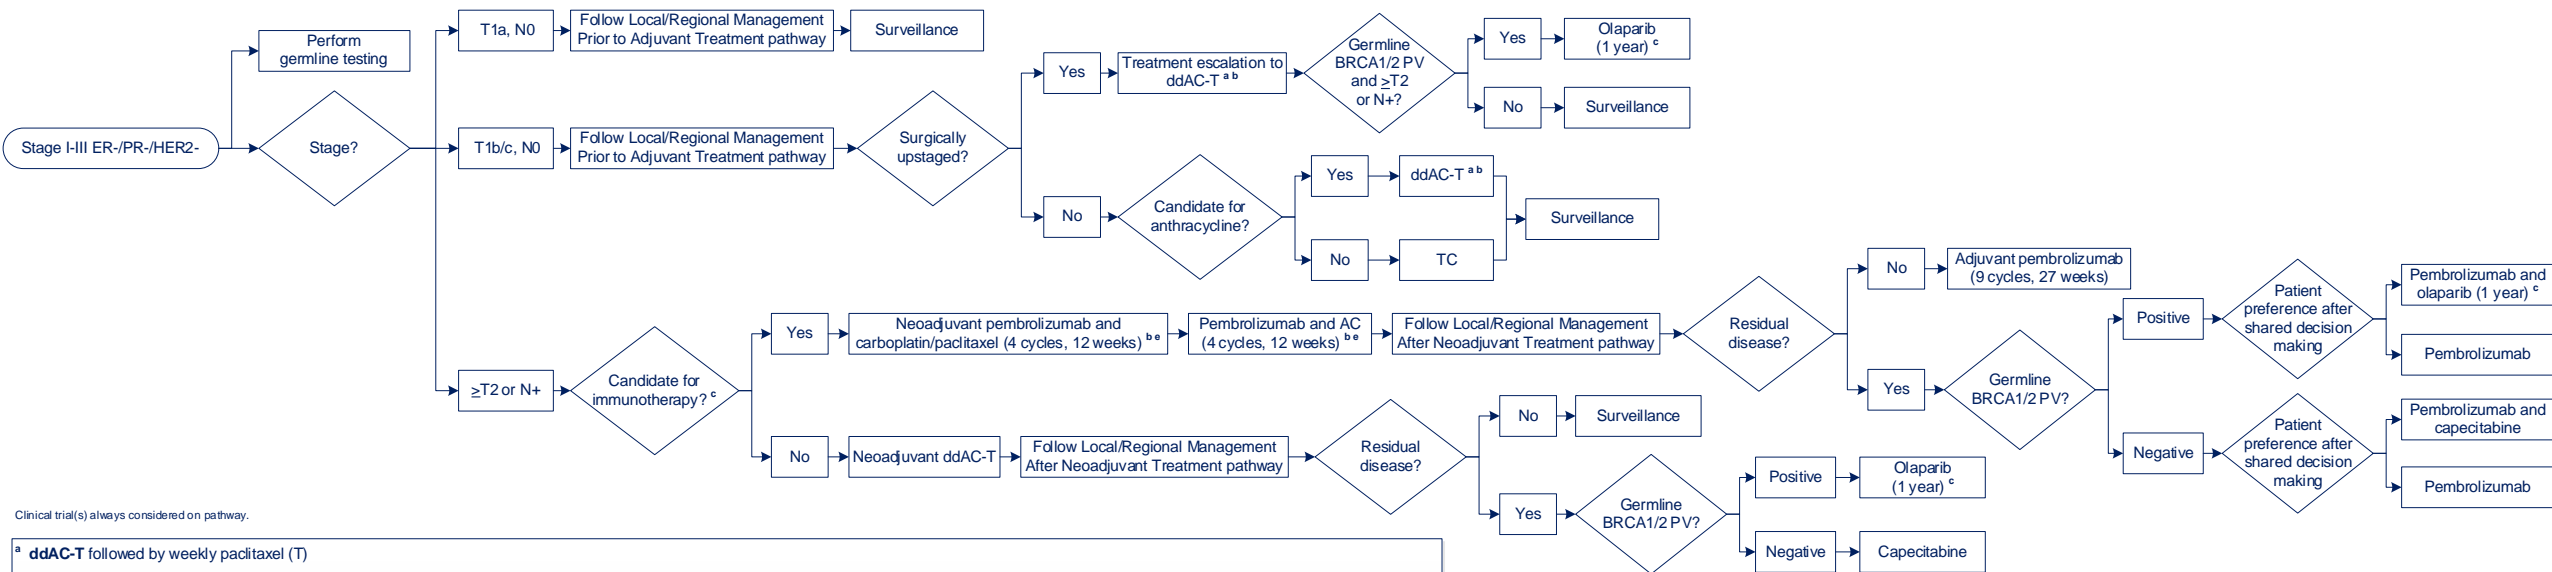 Stage I-III ER-/PR-/HER2-
Perform
germline testing
Stage?
T1a, N0
Follow Local/Regional Management
Prior to Adjuvant Treatment pathway
Surveillance
T1b/c, N0
Follow Local/Regional Management
Prior to Adjuvant Treatment pathway
Surgically
upstaged?
Yes
Treatment escalation to
ddAC-T a b
Germline
BRCA1/2 PV
and ≥T2
or N+?
Yes
Olaparib
(1 year) c
No
Surveillance
No
Candidate for
anthracycline?
Yes
ddAC-T a b
No
TC
Surveillance
≥T2 or N+
Candidate for
immunotherapy? c
Yes
Neoadjuvant pembrolizumab and
carboplatin/paclitaxel (4 cycles, 12 weeks) b e
Pembrolizumab and AC
(4 cycles, 12 weeks) b e
Follow Local/Regional Management
After Neoadjuvant Treatment pathway
Residual
disease?
No
Adjuvant pembrolizumab
(9 cycles, 27 weeks)
Yes
Germline
BRCA1/2 PV?
Positive
Patient
preference after
shared decision
making
Pembrolizumab and
olaparib (1 year) c
Pembrolizumab
Negative
Patient
preference after
shared decision
making
Pembrolizumab and
capecitabine
Pembrolizumab
No
Neoadjuvant ddAC-T
Follow Local/Regional Management
After Neoadjuvant Treatment pathway
Residual
disease?
No
Surveillance
Yes
Germline
BRCA1/2 PV?
Positive
Olaparib
(1 year) c
Negative
Capecitabine
Clinical trial(s) always considered on pathway.
a ddAC-T followed by weekly paclitaxel (T)